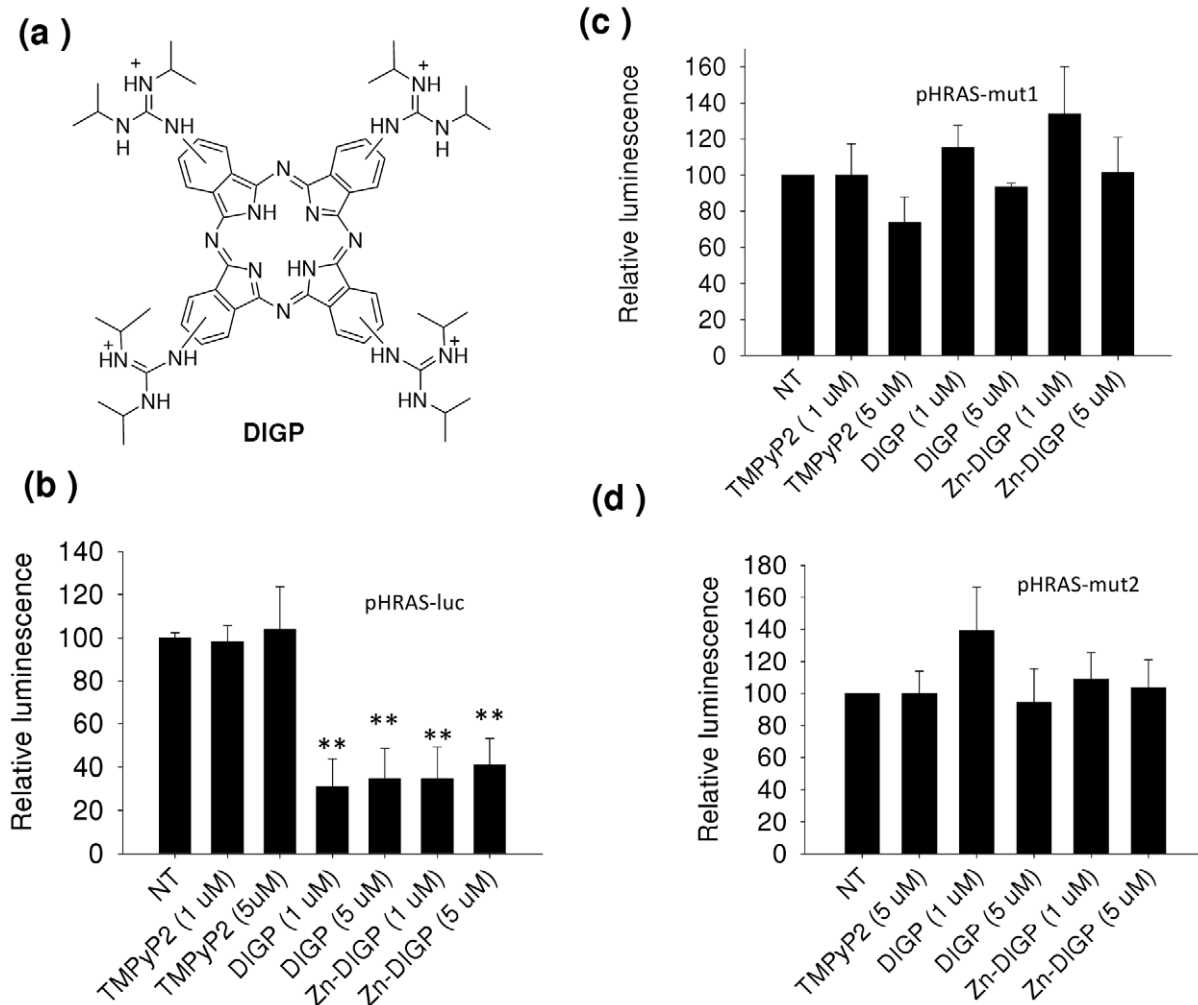 (a )
+
+
HN
NH
N
H
NH
NH
N
H
N
NH
N
N
N
N
HN
N
+
HN
NH
NH
HN
NH
+
HN
NH
DIGP
(b )
Relative luminescence
140
120
100
80
60
40
20
0
pHRAS-luc
**
**
**
**
NT
TMPyP2 (1 uM)
TMPyP2 (5uM)
DIGP (1 uM)
DIGP (5 uM)
Zn-DIGP (1 uM)
Zn-DIGP (5 uM)
(c )
Relative luminescence
160
140
120
100
80
60
40
20
0
pHRAS-mut1
NT
TMPyP2 ( 1 uM)
TMPyP2 (5 uM)
DIGP (1 uM)
DIGP (5 uM)
Zn-DIGP (1 uM)
Zn-DIGP (5 uM)
(d )
Relative luminescence
180
160
140
120
100
80
60
40
20
0
pHRAS-mut2
NT
TMPyP2 (5 uM)
DIGP (1 uM)
DIGP (5 uM)
Zn-DIGP (1 uM)
Zn-DIGP (5 uM)